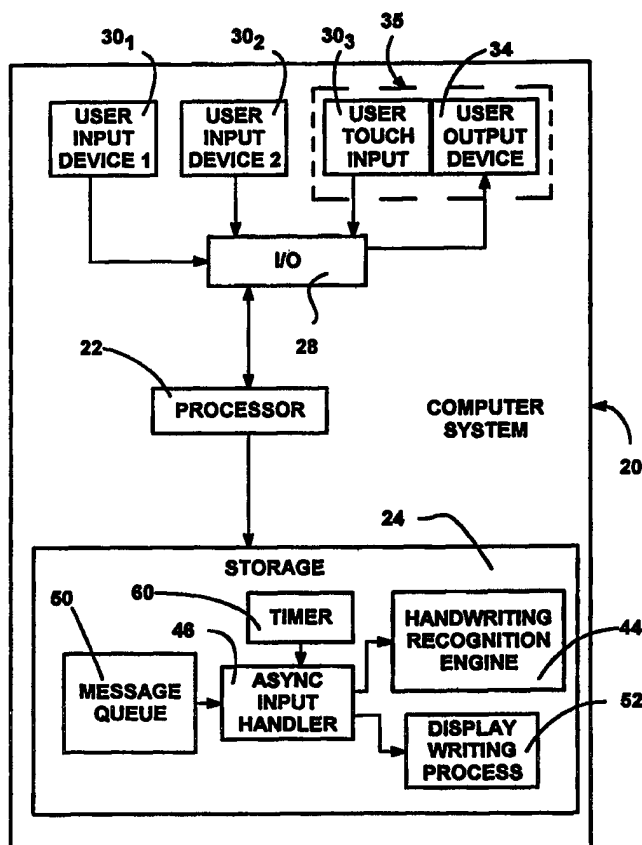 30₁
30₂
30₃
35
34
USER
INPUT
DEVICE 1
USER
INPUT
DEVICE 2
USER
TOUCH
INPUT
USER
OUTPUT
DEVICE
I/O
28
22
PROCESSOR
COMPUTER
SYSTEM
20
24
STORAGE
50
60
TIMER
46
HANDWRITING
RECOGNITION
ENGINE
44
MESSAGE
QUEUE
ASYNC
INPUT
HANDLER
52
DISPLAY
WRITING
PROCESS